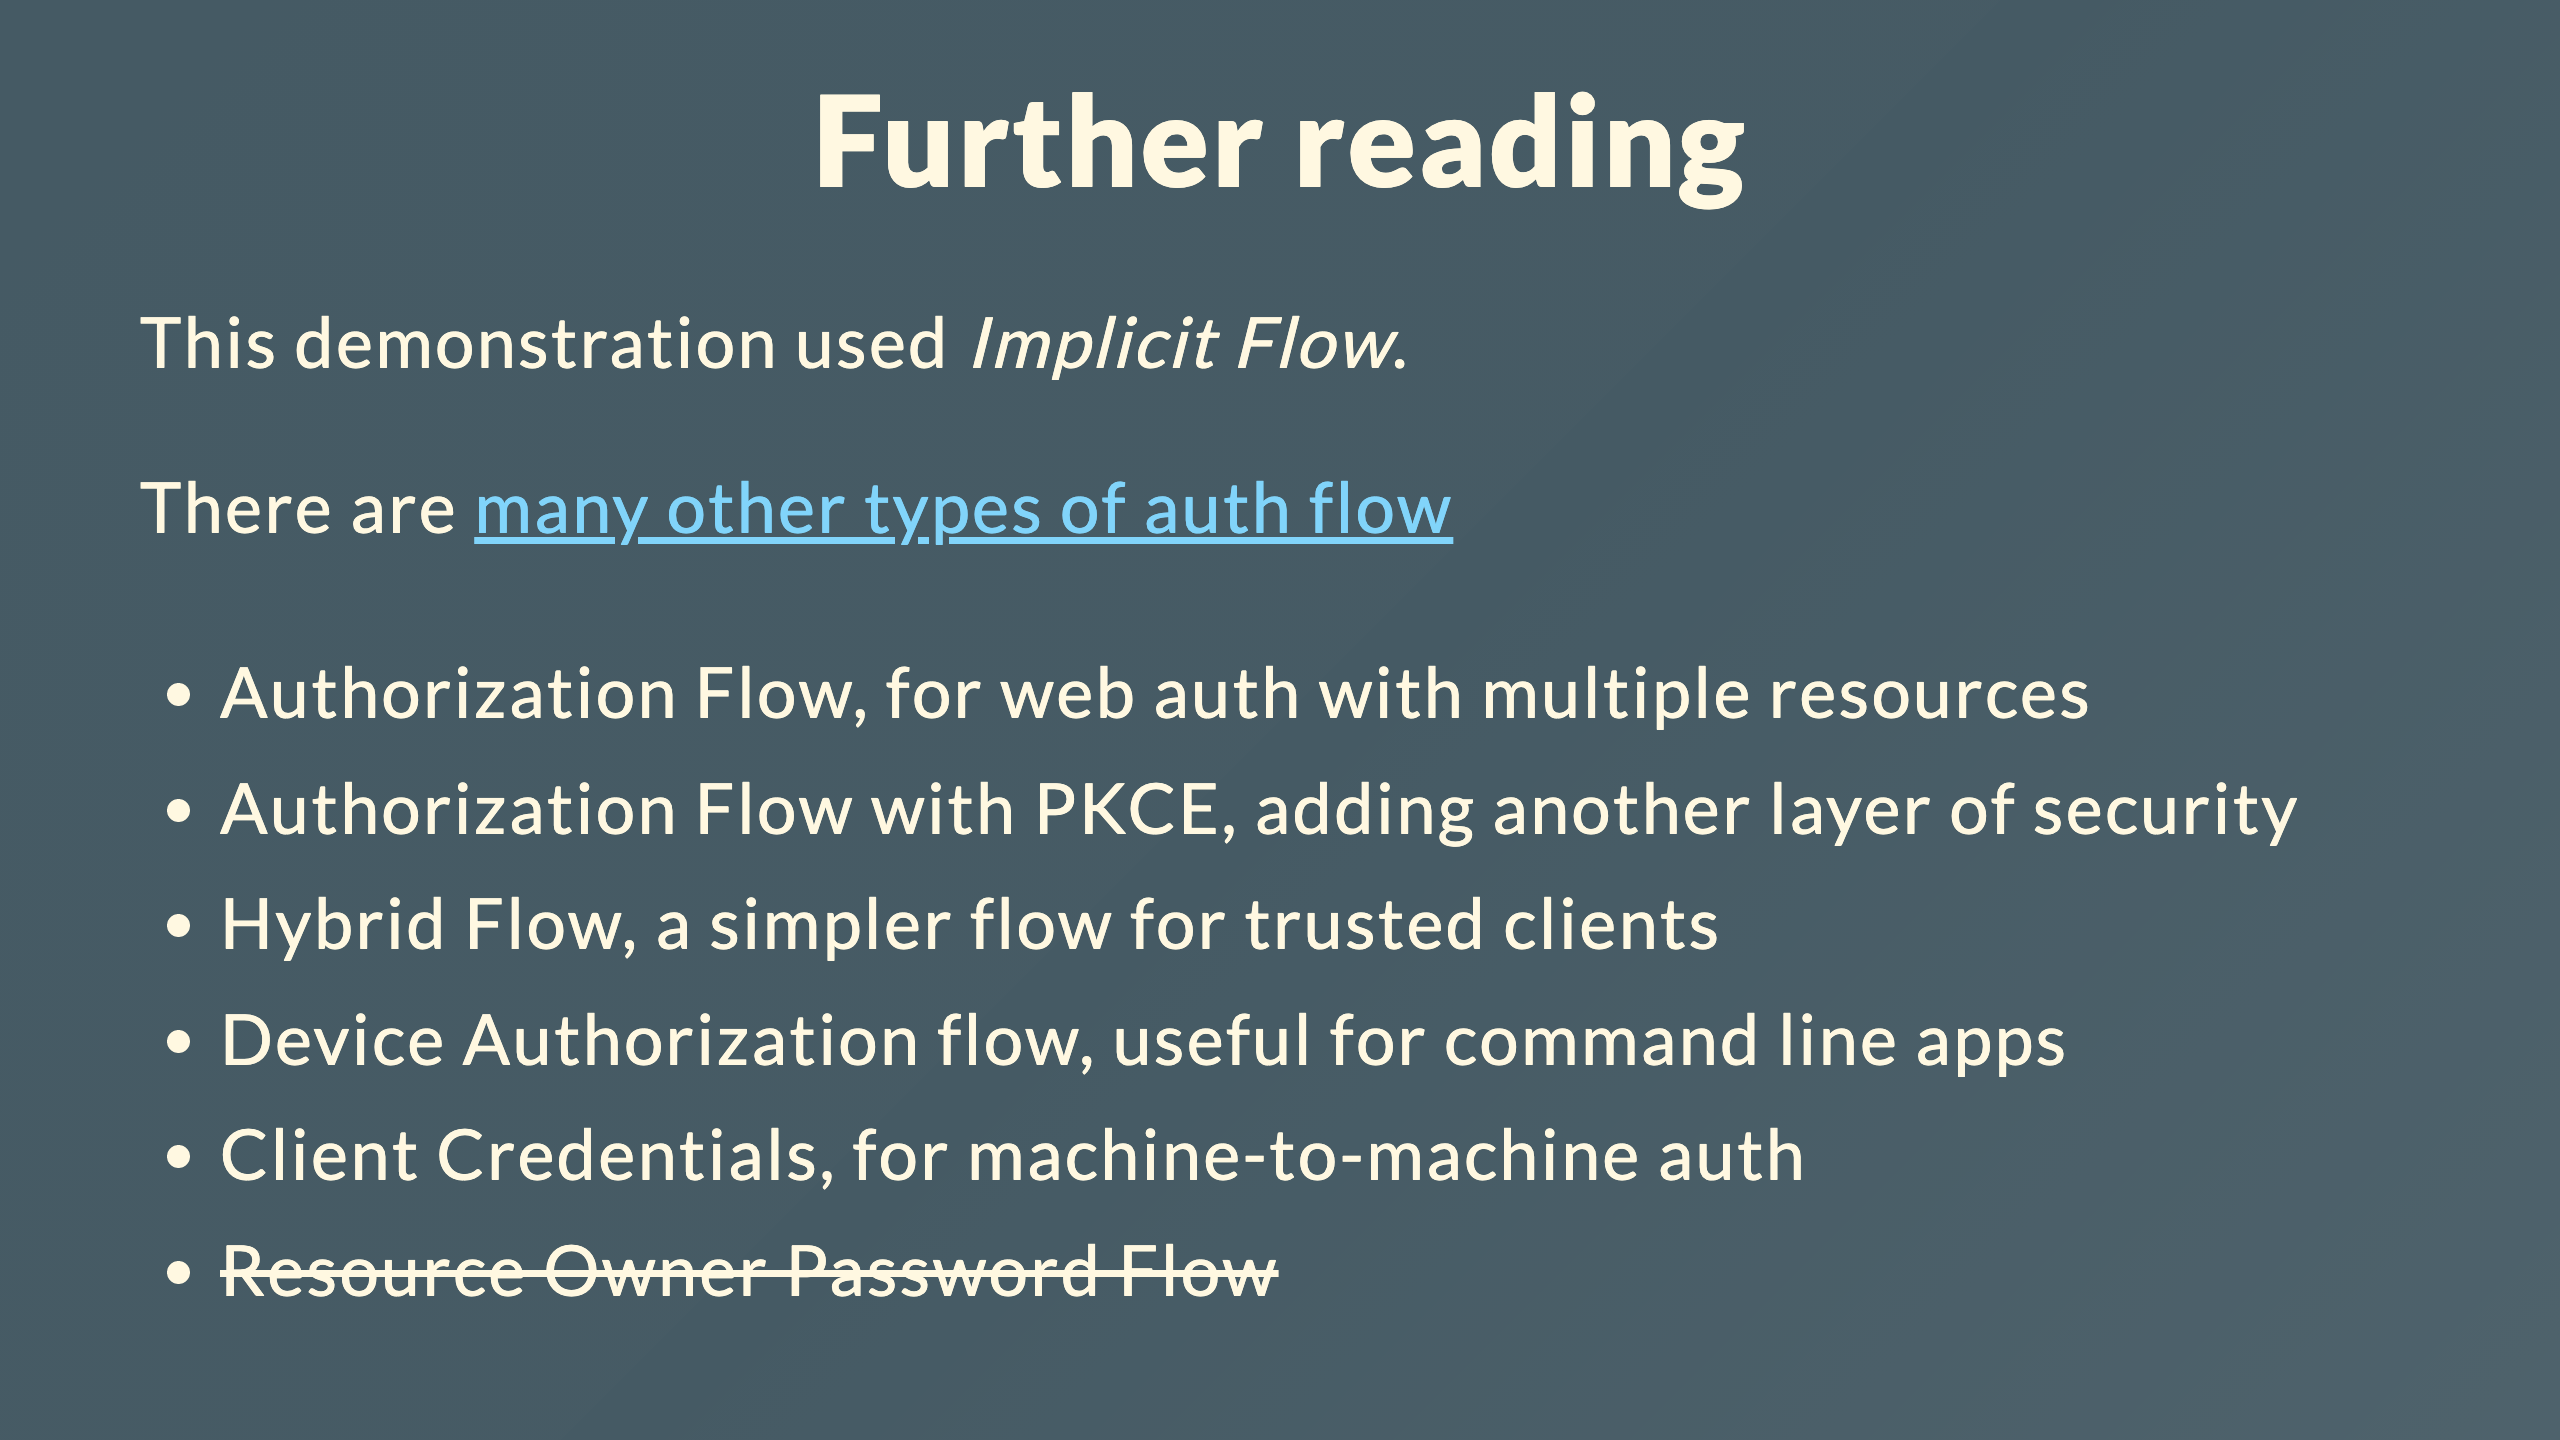 Further reading
This demonstration used Implicit Flow.
There are many other types of auth flow
• Authorization Flow, for web auth with multiple resources
• Authorization Flow with PKCE, adding another layer of security
• Hybrid Flow, a simpler flow for trusted clients
• Device Authorization flow, useful for command line apps
• Client Credentials, for machine-to-machine auth
• Resource Owner Password Flow